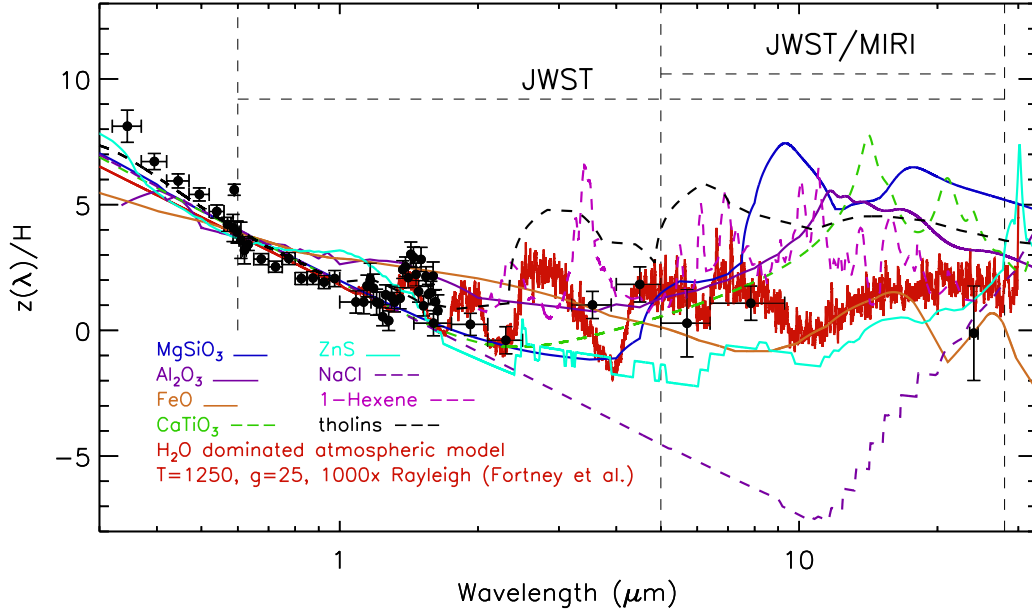 JWST/MIRI
JWST
10
5
0
−5
z(λ)/H
MgSiO₃ ZnS
Al₂O₃ NaCl
FeO 1−Hexene
CaTiO₃ tholins
H₂O dominated atmospheric model
T=1250, g=25, 1000x Rayleigh (Fortney et al.)
1 10
Wavelength (μm)